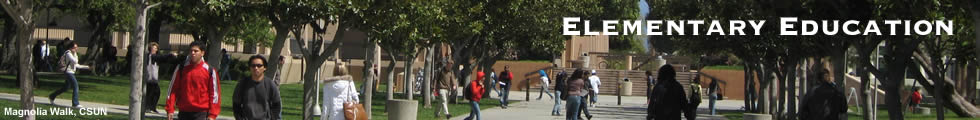 Elementary Education
Magnolia Walk, CSUN